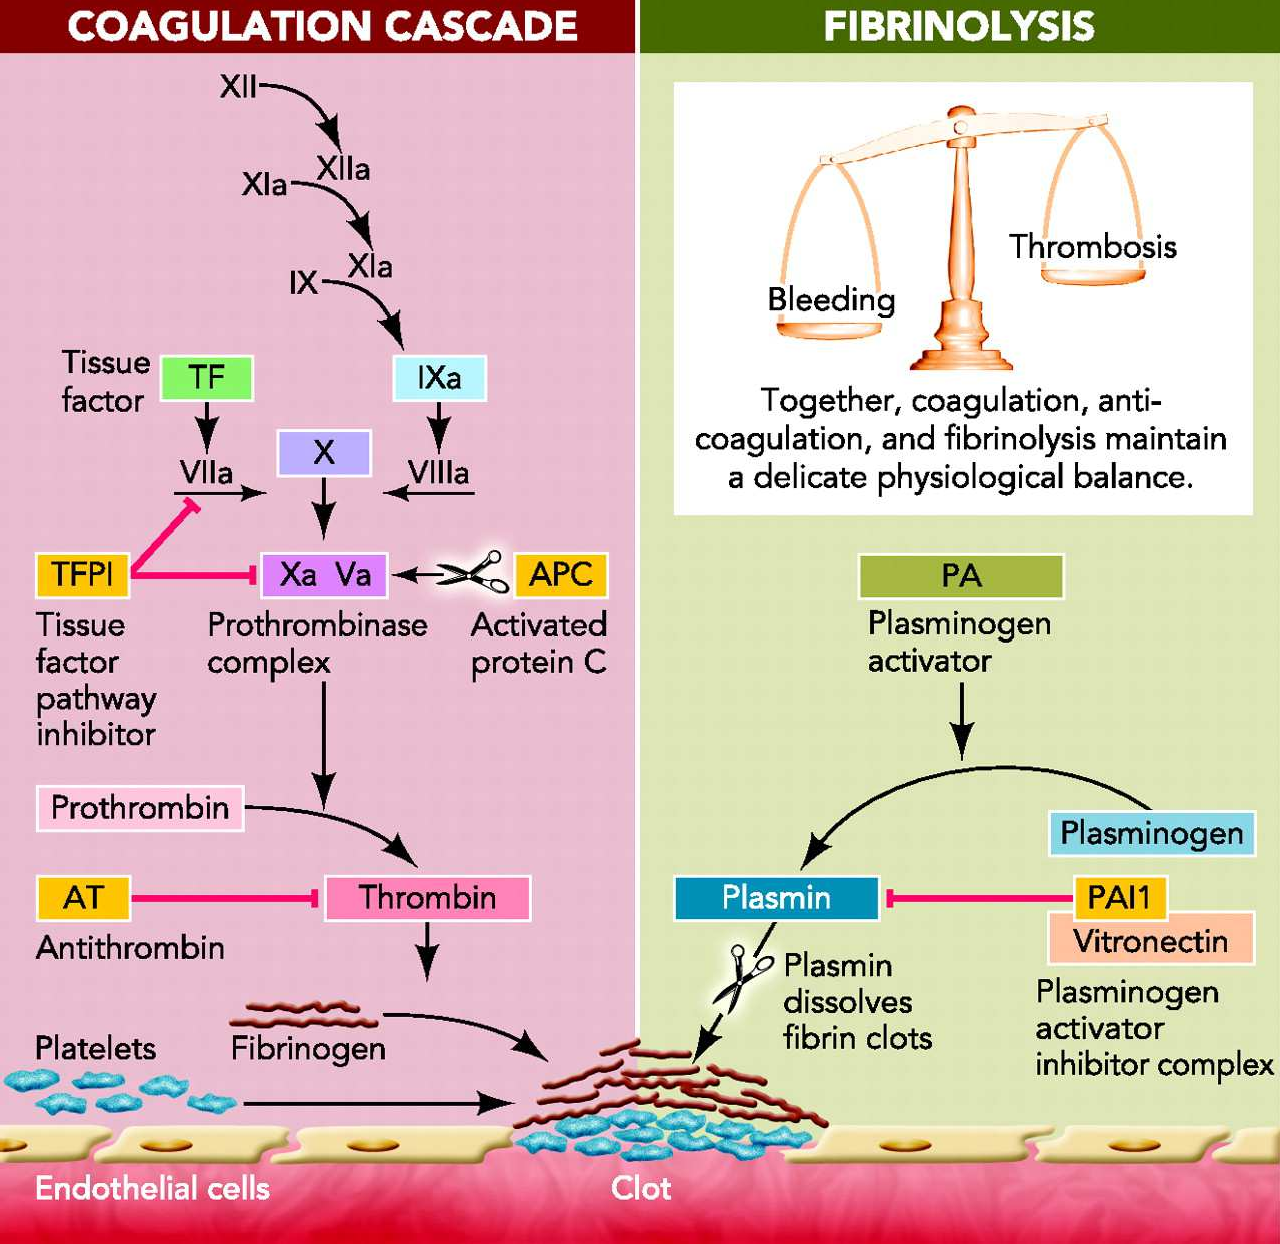 COAGULATION CASCADE
XII
XIIa
XIa
XIa
IX
Tissue
factor
TF
IXa
X
VIIa
VIIIa
TFPI
Xa Va
APC
Tissue
factor
pathway
inhibitor
Prothrombinase
complex
Activated
protein C
Prothrombin
AT
Thrombin
Antithrombin
Platelets
Fibrinogen
Endothelial cells
Clot
FIBRINOLYSIS
Bleeding
Thrombosis
Together, coagulation, anti-
coagulation, and fibrinolysis maintain
a delicate physiological balance.
PA
Plasminogen
activator
Plasminogen
Plasmin
PAI1
Vitronectin
Plasmin
dissolves
fibrin clots
Plasminogen
activator
inhibitor complex